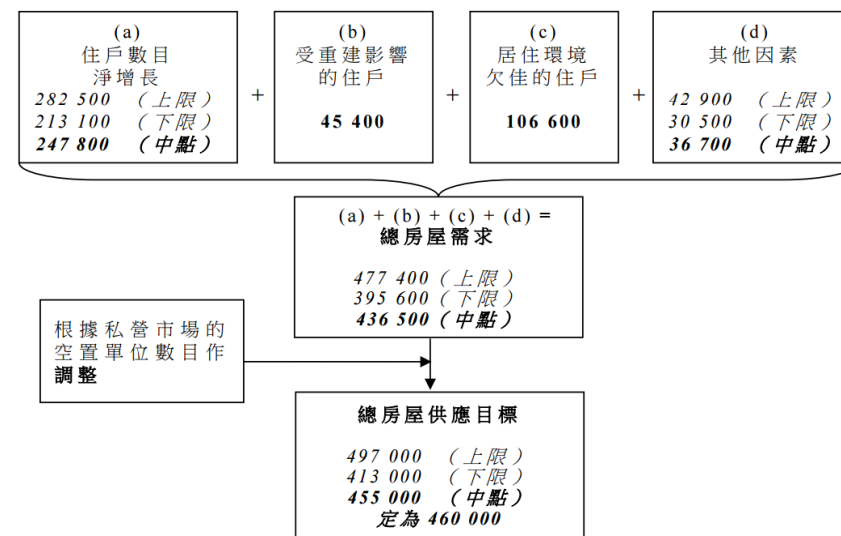 (a)
住戶數目
淨增長
282 500 (上限)
213 100 (下限)
247 800 (中點)
+
(b)
受重建影響
的住戶
45 400
+
(c)
居住環境
欠佳的住戶
106 600
+
(d)
其他因素
42 900 (上限)
30 500 (下限)
36 700 (中點)
(a) + (b) + (c) + (d) =
總房屋需求
477 400 (上限)
395 600 (下限)
436 500 (中點)
根據私營市場的
空置單位數目作
調整
總房屋供應目標
497 000 (上限)
413 000 (下限)
455 000 (中點)
定為 460 000